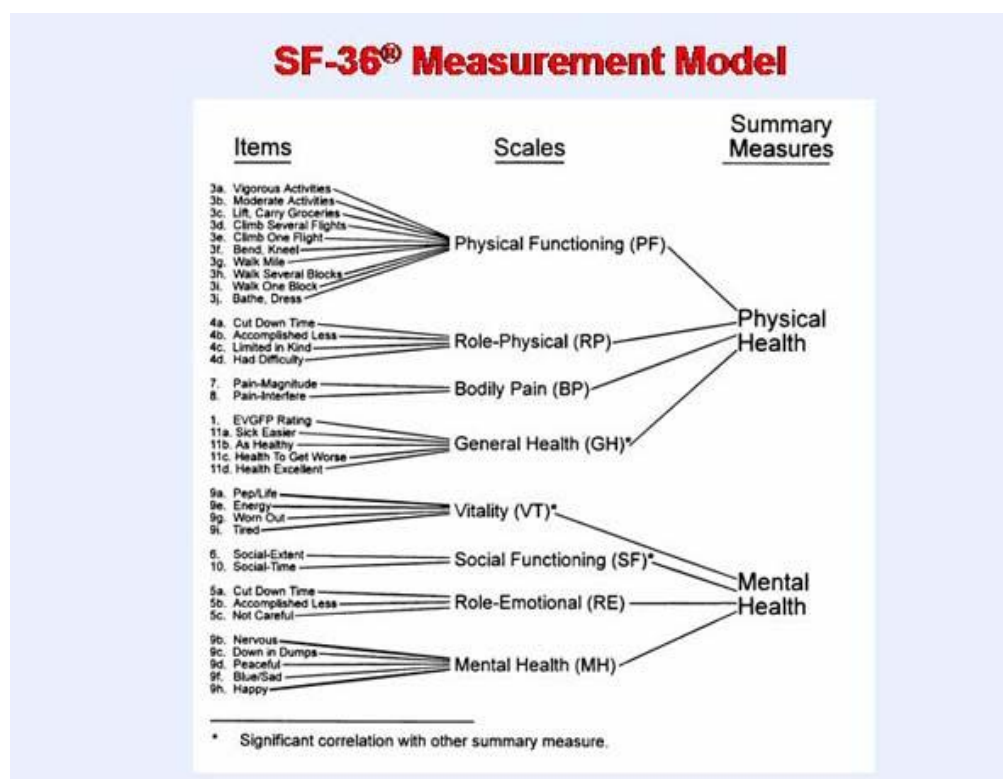 SF-36® Measurement Model
Items
Scales
Summary
Measures
3a. Vigorous Activities
3b. Moderate Activities
3c. Lift, Carry Groceries
3d. Climb Several Flights
3e. Climb One Flight
3f. Bend, Kneel
3g. Walk Mile
3h. Walk Several Blocks
3i. Walk One Block
3j. Bathe, Dress
Physical Functioning (PF)
4a. Cut Down Time
4b. Accomplished Less
4c. Limited in Kind
4d. Had Difficulty
Role-Physical (RP)
7. Pain-Magnitude
8. Pain-Interfere
Bodily Pain (BP)
1. EVGFP Rating
11a. Sick Easier
11b. As Healthy
11c. Health To Get Worse
11d. Health Excellent
General Health (GH)*
Physical
Health
9a. Pep/Life
9e. Energy
9g. Worn Out
9i. Tired
Vitality (VT)*
6. Social-Extent
10. Social-Time
Social Functioning (SF)*
5a. Cut Down Time
5b. Accomplished Less
5c. Not Careful
Role-Emotional (RE)
9b. Nervous
9c. Down in Dumps
9d. Peaceful
9f. Blue/Sad
9h. Happy
Mental Health (MH)
Mental
Health
* Significant correlation with other summary measure.